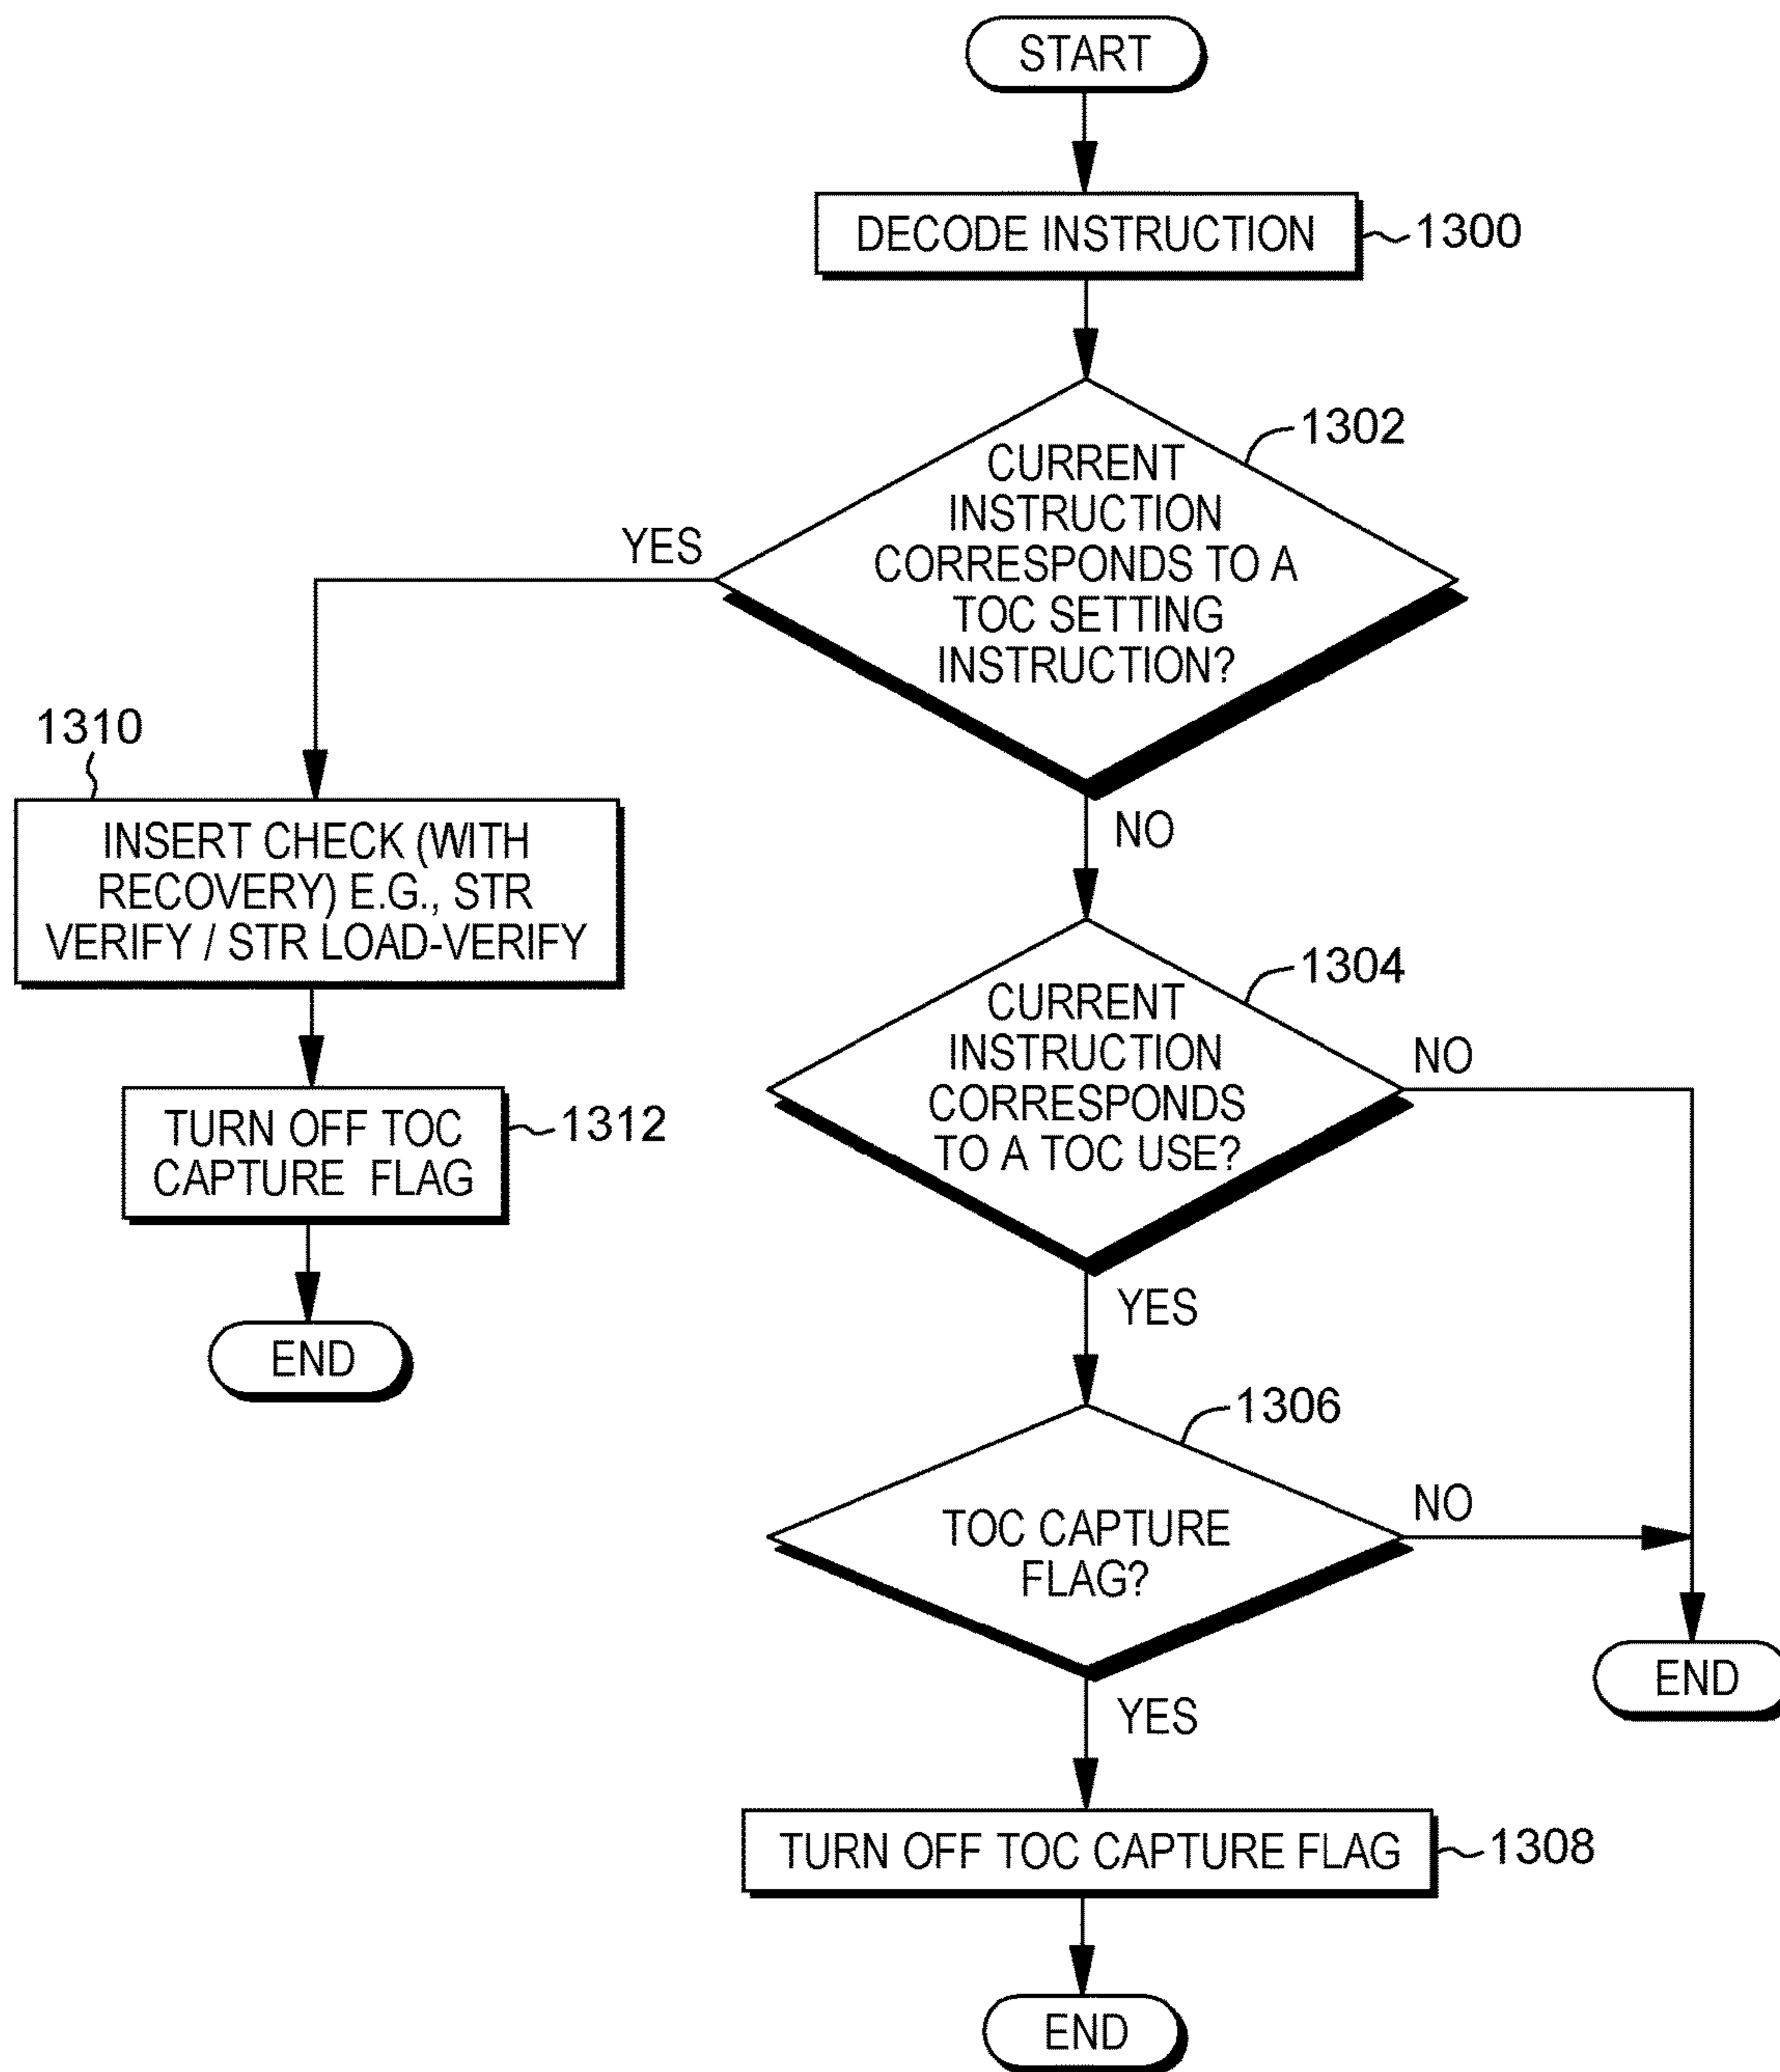 START
DECODE INSTRUCTION
1300
1302
CURRENT
INSTRUCTION
CORRESPONDS TO A
TOC SETTING
INSTRUCTION?
YES
NO
1310
INSERT CHECK (WITH
RECOVERY) E.G., STR
VERIFY / STR LOAD-VERIFY
1312
TURN OFF TOC
CAPTURE FLAG
END
1304
CURRENT
INSTRUCTION
CORRESPONDS
TO A TOC USE?
NO
YES
1306
TOC CAPTURE
FLAG?
NO
END
YES
TURN OFF TOC CAPTURE FLAG
1308
END